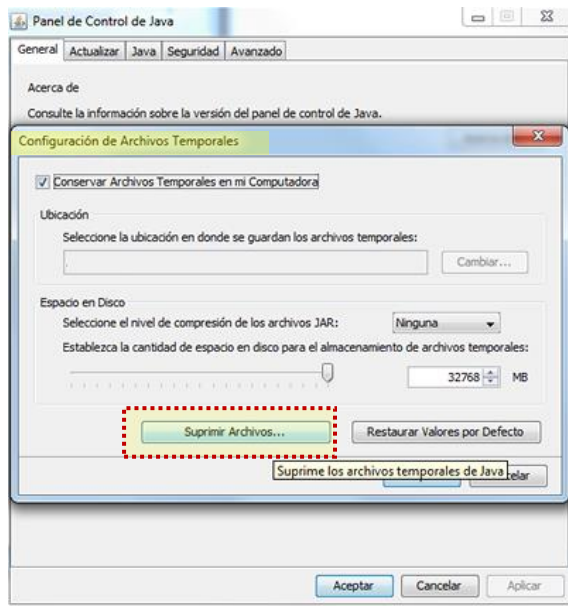 Panel de Control de Java
General Actualizar Java Seguridad Avanzado
Acerca de
Consulte la información sobre la versión del panel de control de Java.
Configuración de Archivos Temporales
Conservar Archivos Temporales en mi Computadora
Ubicación
Seleccione la ubicación en donde se guardan los archivos temporales:
Cambiar...
Espacio en Disco
Seleccione el nivel de compresión de los archivos JAR: Ninguna
Establezca la cantidad de espacio en disco para el almacenamiento de archivos temporales:
32768 MB
Suprimir Archivos... Restaurar Valores por Defecto
Suprime los archivos temporales de Java
telar
Aceptar Cancelar Aplicar